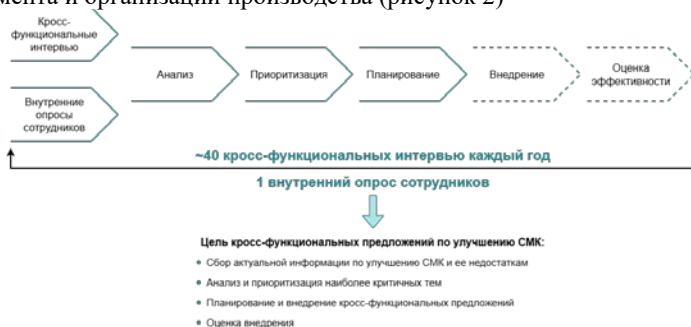 мента и организации производства (рисунок 2)
Кросс-
функциональные
интервью
Анализ
Приоритизация
Планирование
Внедрение
Оценка
эффективности
Внутренние
опросы
сотрудников
~40 кросс-функциональных интервью каждый год
1 внутренний опрос сотрудников
Цель кросс-функциональных предложений по улучшению СМК:
• Сбор актуальной информации по улучшению СМК и ее недостаткам
• Анализ и приоритизация наиболее критичных тем
• Планирование и внедрение кросс-функциональных предложений
• Оценка внедрения